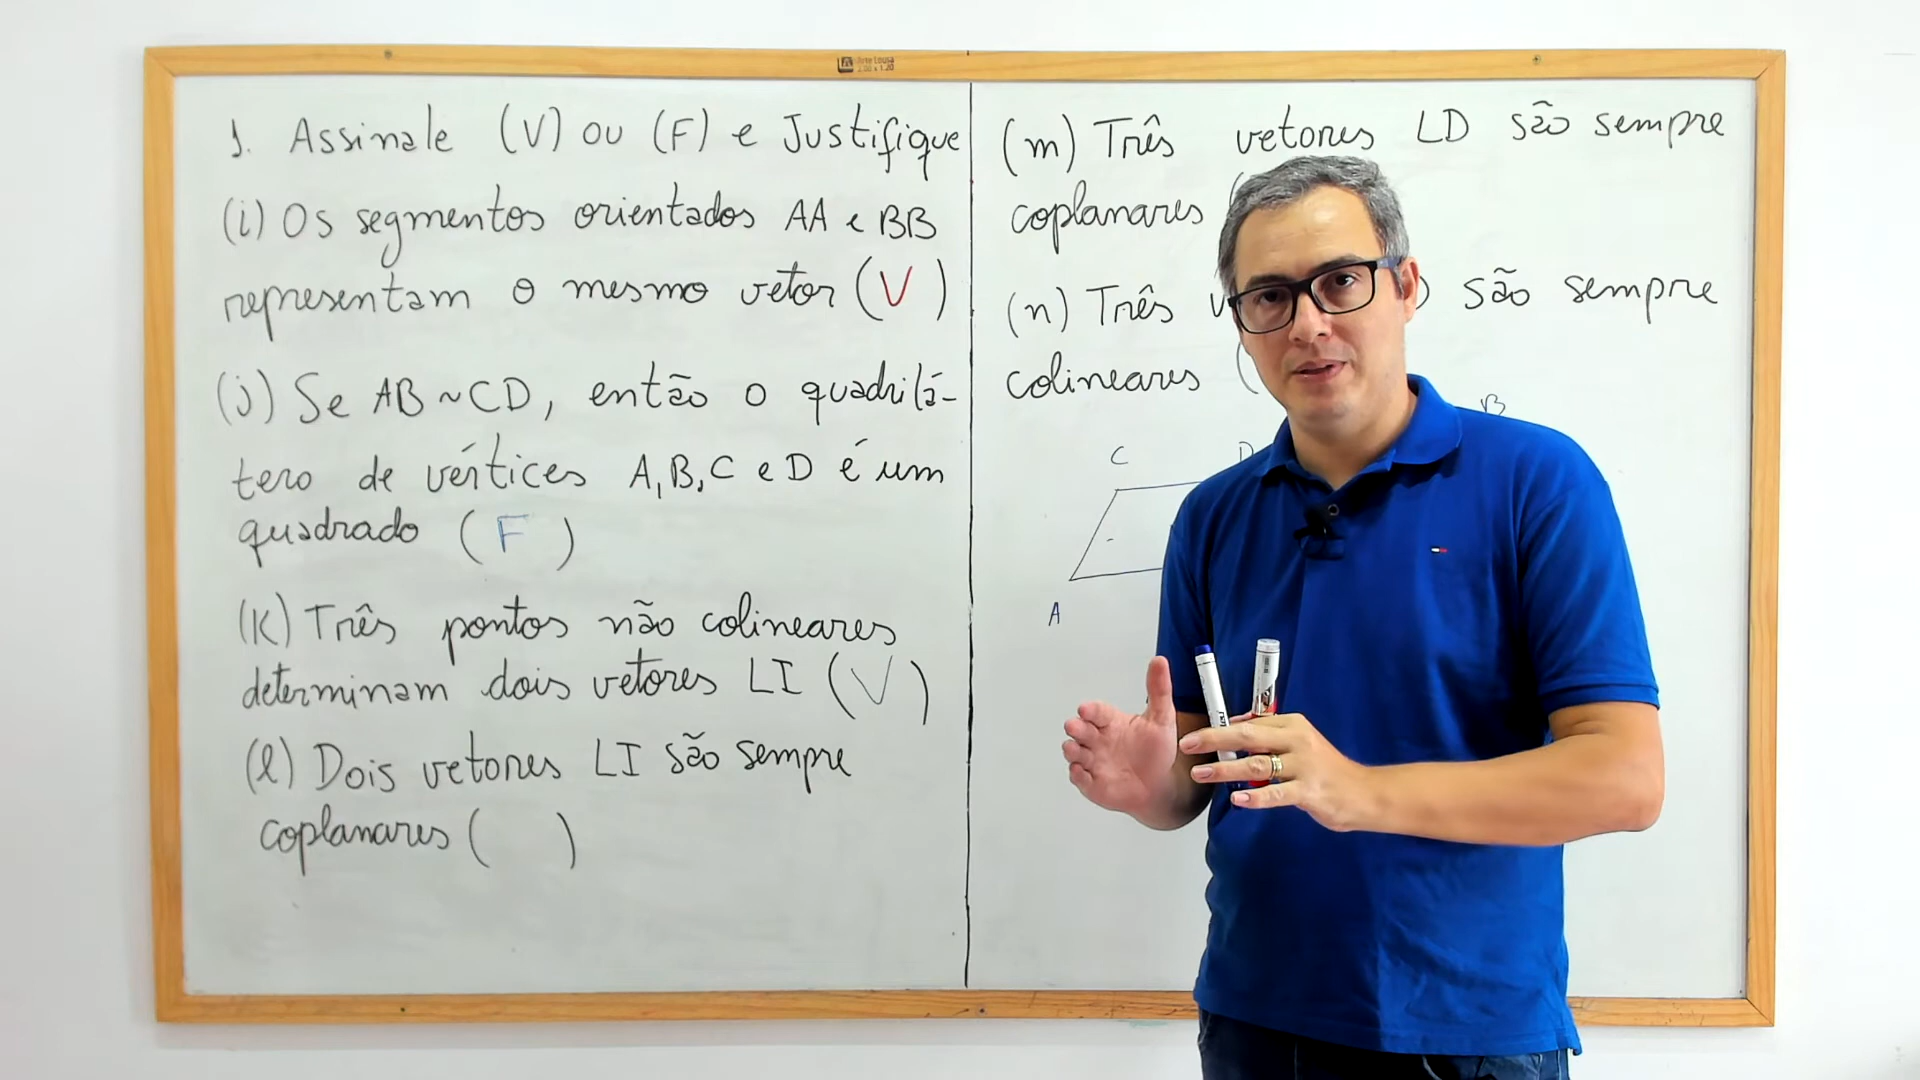 Arte Lousa
1. Assinale (V) ou (F) e Justifique
(i) Os segmentos orientados AA e BB
representam o mesmo vetor (V)
(j) Se AB ~ CD, então o quadrilá-
tero de vértices A, B, C e D é um
quadrado (F)
(K) Três pontos não colineares
determinam dois vetores LI (V)
(l) Dois vetores LI são sempre
coplanares ( )
(m) Três vetores LD são sempre
coplanares (
(n) Três são sempre
colineares (
B
C D
A